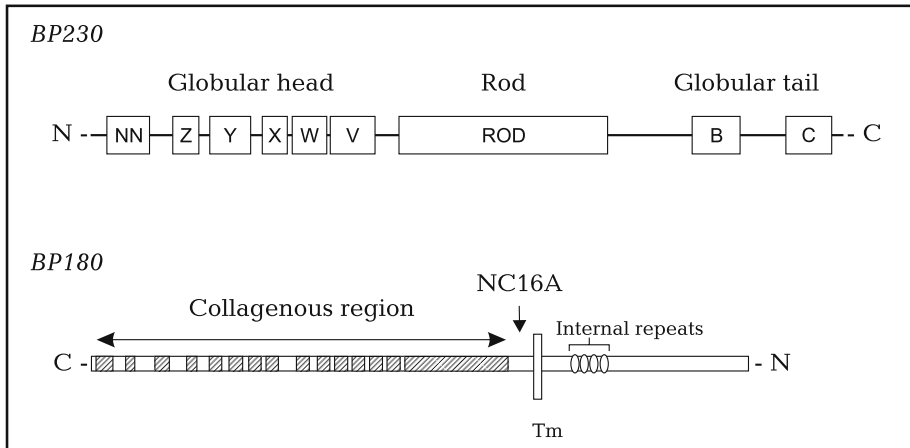 BP230
Globular head Rod Globular tail
N NN Z Y X W V ROD B C C
BP180
NC16A
Collagenous region
Internal repeats
C N
Tm